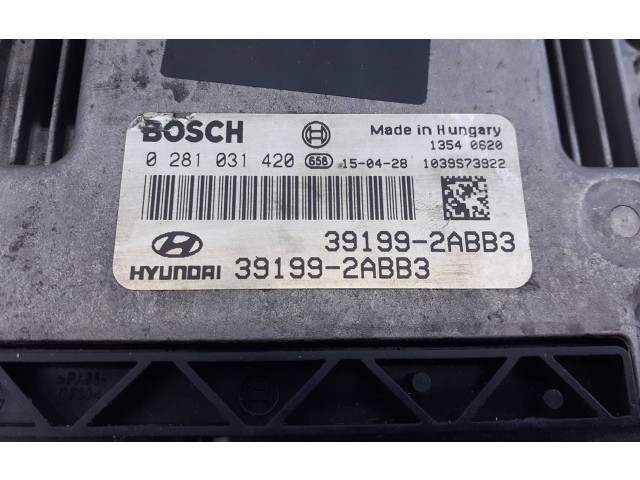 BOSCH Made in Hungary
1354 0620
0 281 031 420 658 15-04-28 1039S73922
39199-2ABB3
HYUNDAI 39199-2ABB3